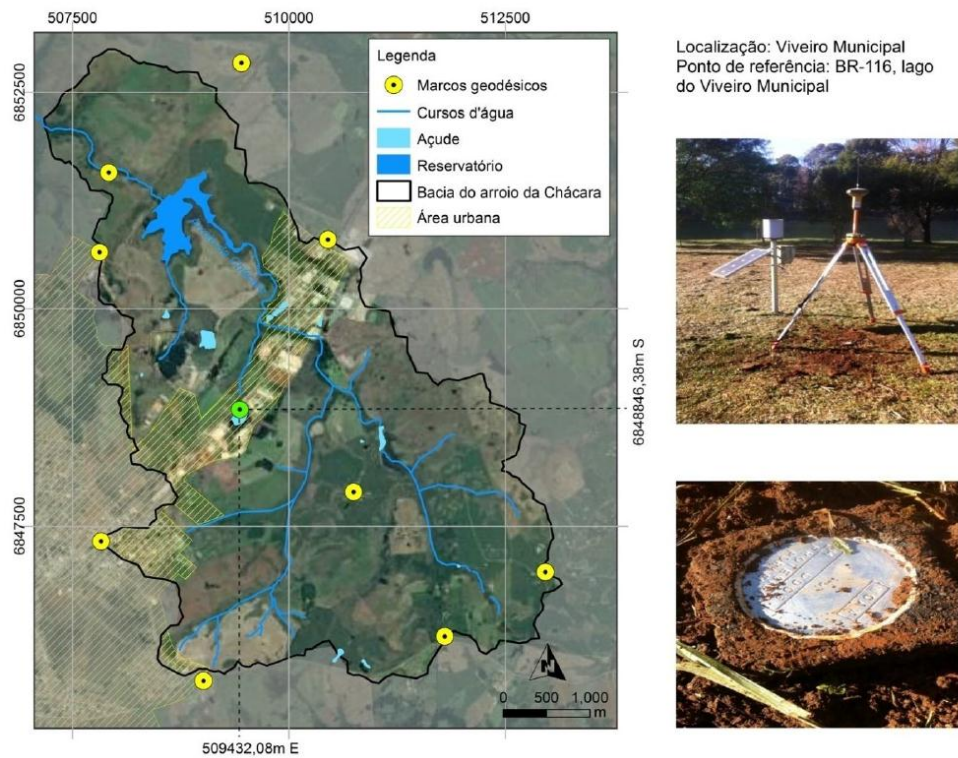 507500
510000
512500
Legenda
Marcos geodésicos
Cursos d'água
Açude
Reservatório
Bacia do arroio da Chácara
Área urbana
6852500
6850000
6847500
6848846,38m S
N
0 500 1,000
m
509432,08m E
Localização: Viveiro Municipal
Ponto de referência: BR-116, lago
do Viveiro Municipal